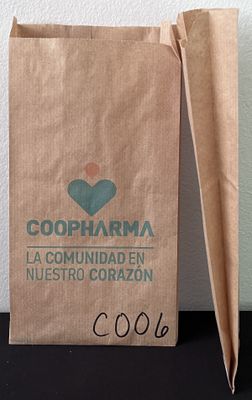 COOPHARMA
LA COMUNIDAD EN
NUESTRO CORAZÓN
C006